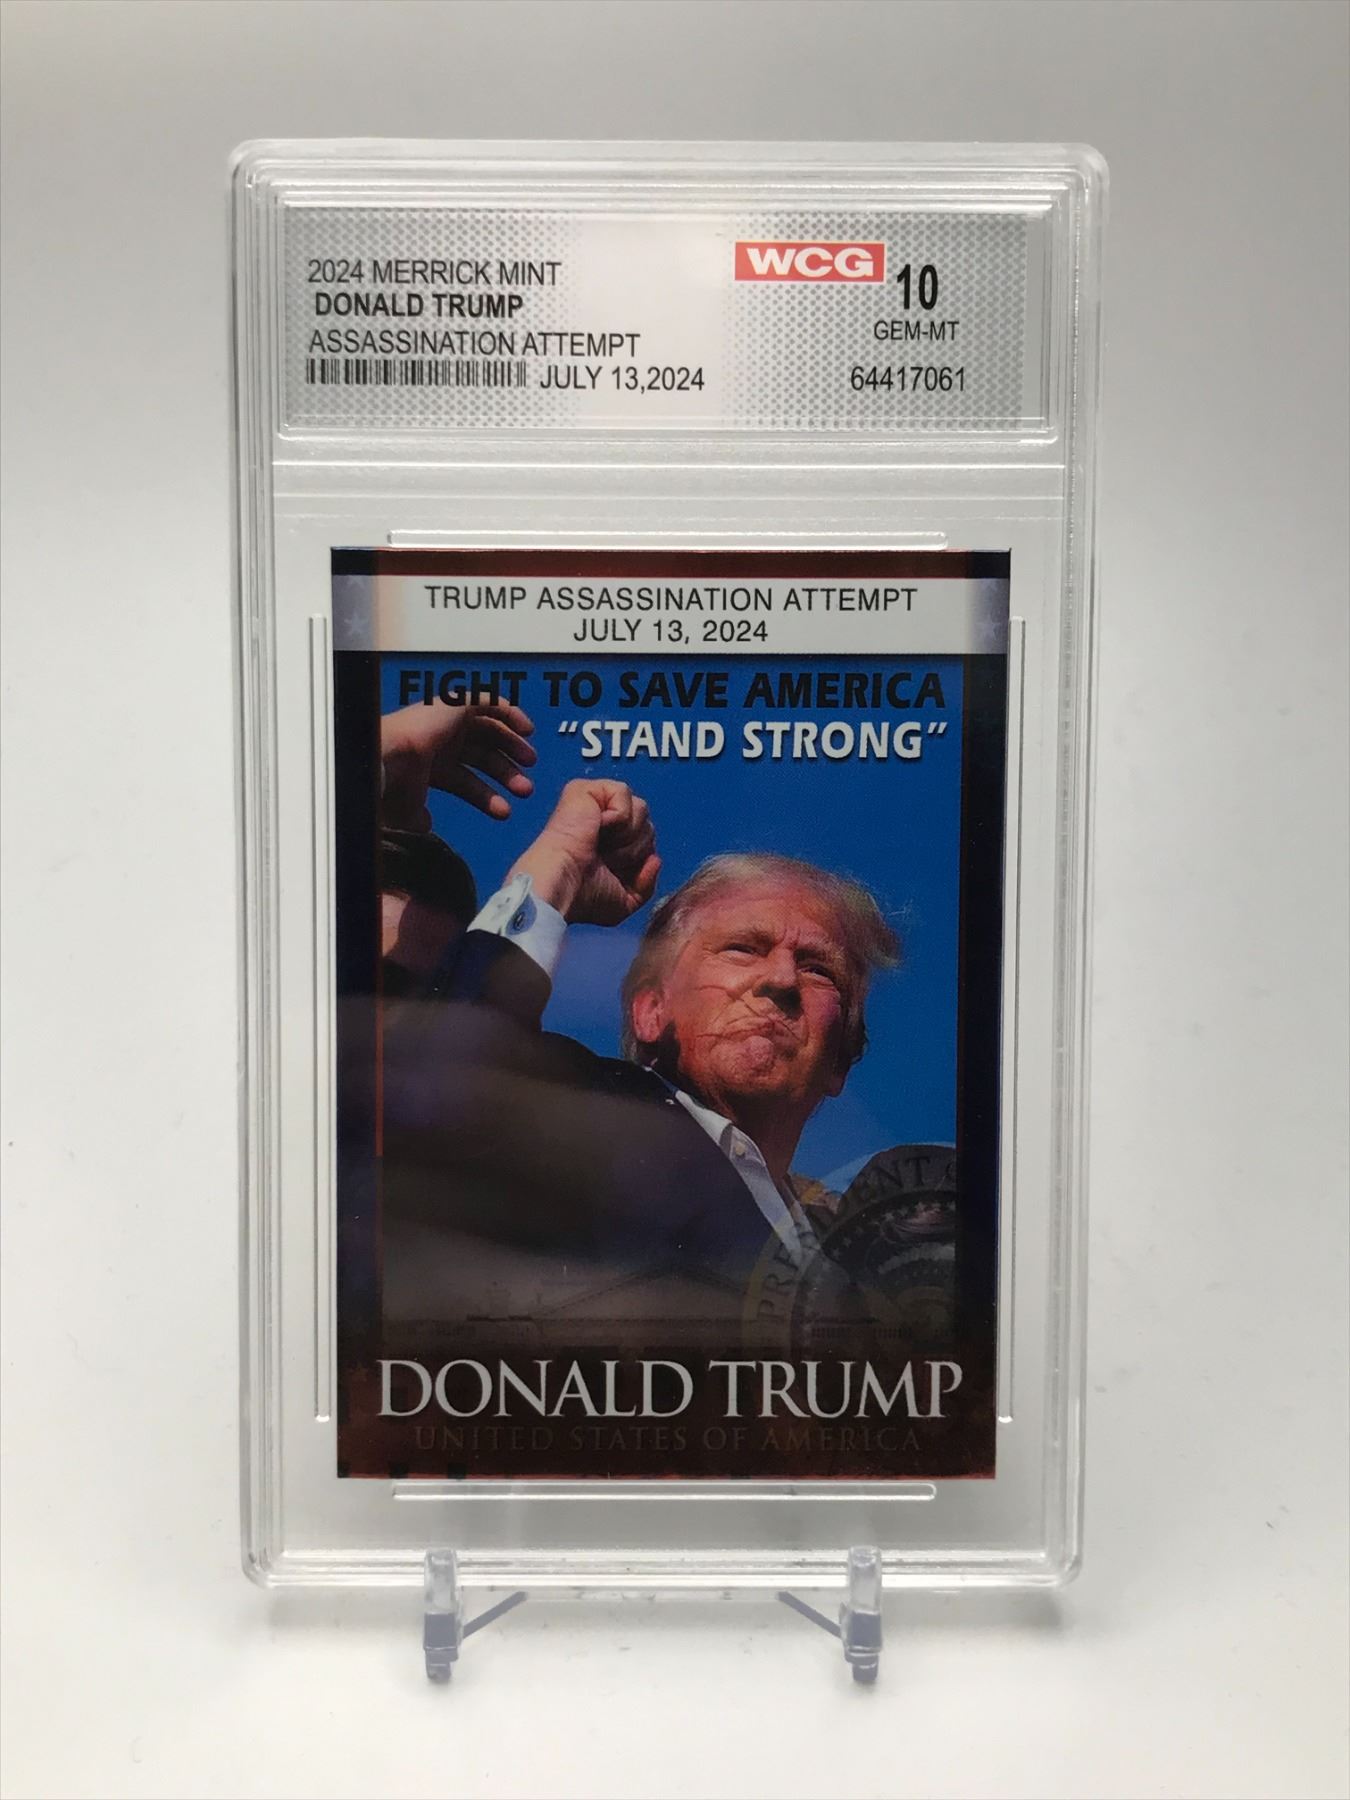 2024 MERRICK MINT
DONALD TRUMP
ASSASSINATION ATTEMPT
JULY 13,2024
WCG 10
GEM-MT
64417061
TRUMP ASSASSINATION ATTEMPT
JULY 13, 2024
FIGHT TO SAVE AMERICA
“STAND STRONG”
PRESIDENT
DONALD TRUMP
UNITED STATES OF AMERICA